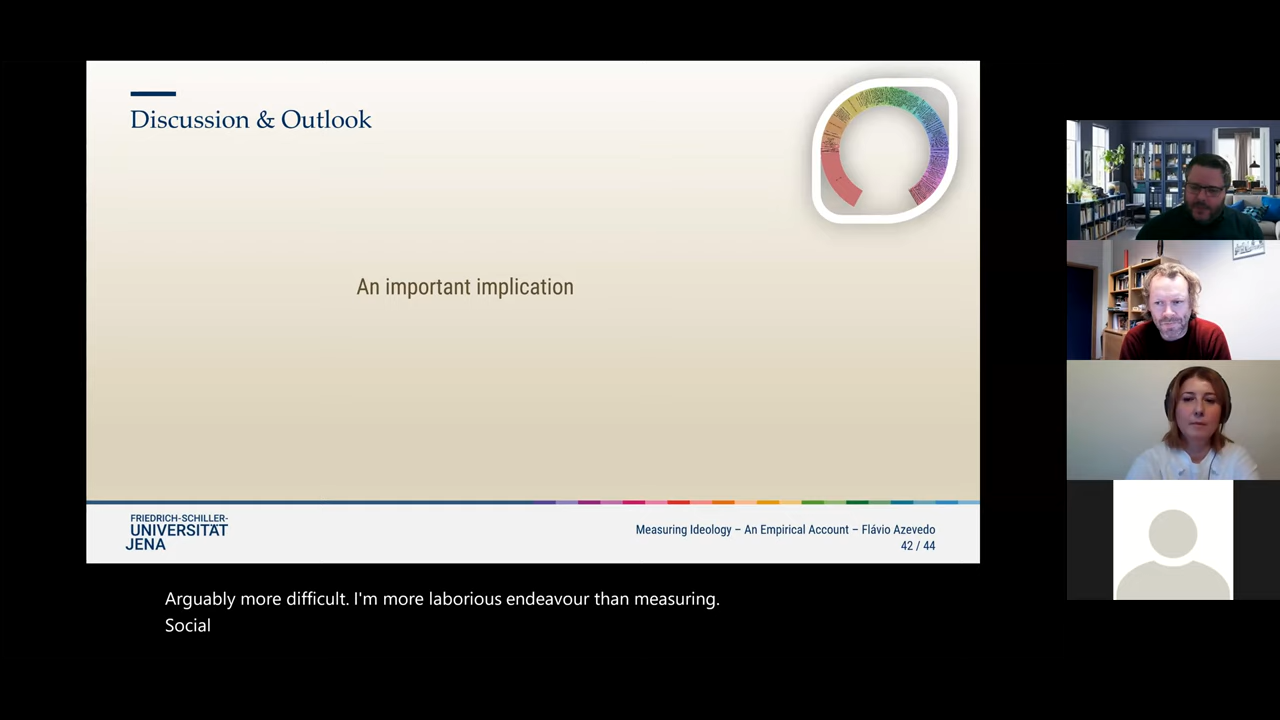 Discussion & Outlook
An important implication
FRIEDRICH-SCHILLER-
UNIVERSITÄT
JENA
Measuring Ideology – An Empirical Account – Flávio Azevedo
42 / 44
Arguably more difficult. I'm more laborious endeavour than measuring.
Social